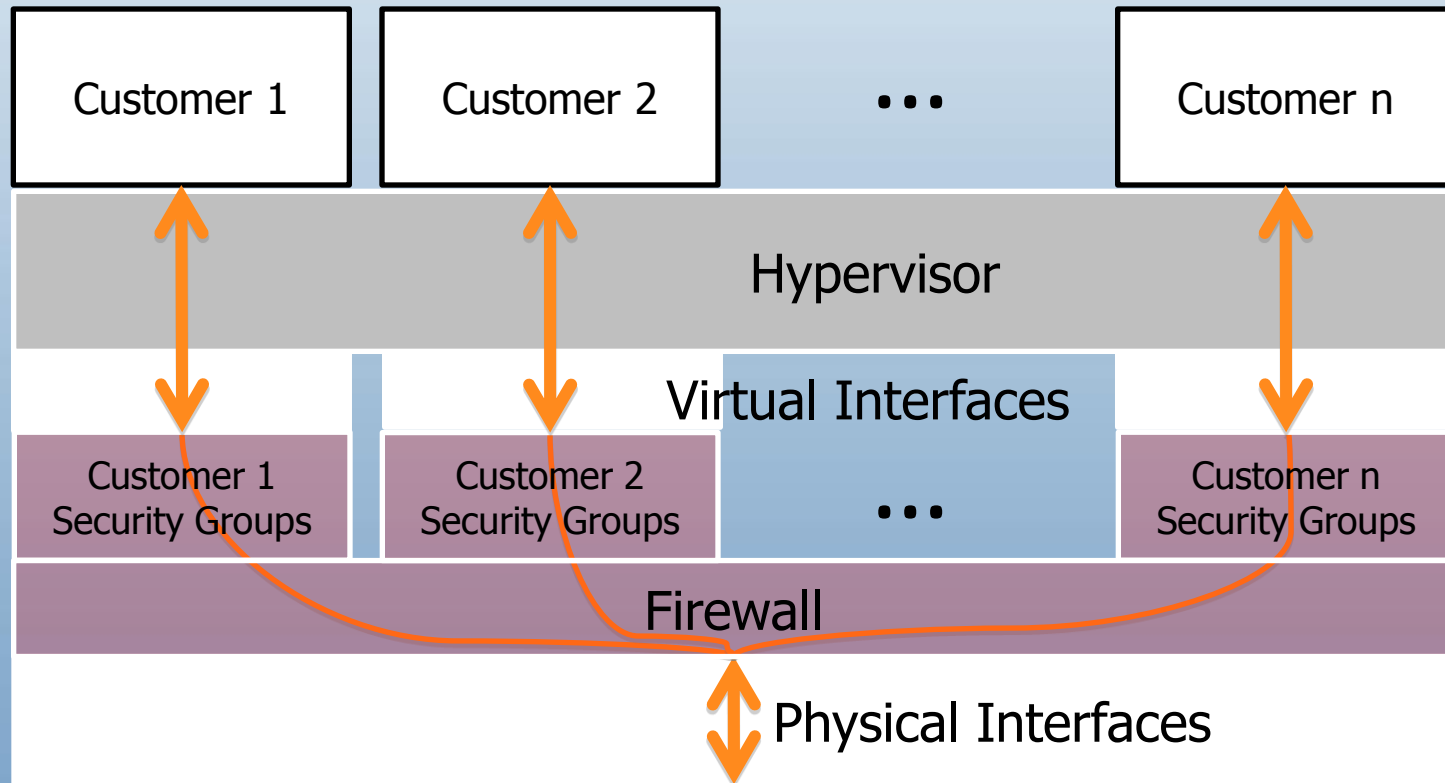 Customer 1
Customer 2
...
Customer n
Hypervisor
Virtual Interfaces
Customer 1
Security Groups
Customer 2
Security Groups
...
Customer n
Security Groups
Firewall
Physical Interfaces